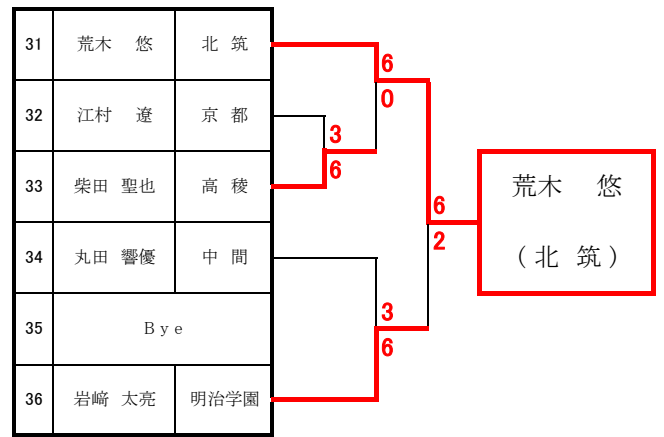 31 荒木 悠 北 筑
32 江村 遼 京 都
33 柴田 聖也 高 稜
34 丸田 響優 中 間
35 Bye
36 岩﨑 太亮 明治学園
6
0
3
6
3
6
6
2
荒木 悠
(北 筑)